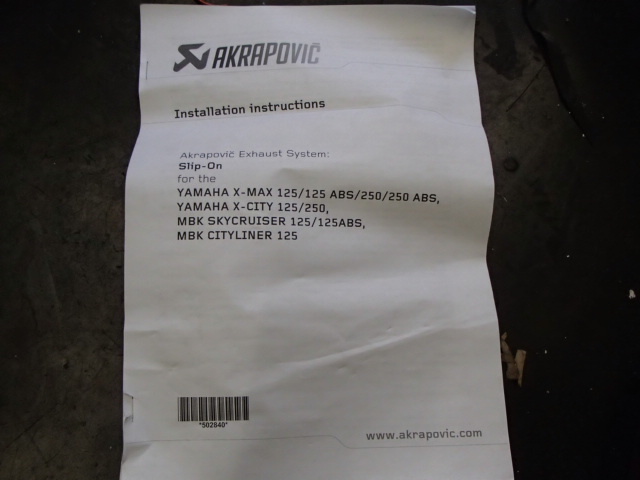 AKRAPOVIČ
Installation instructions
Akrapovič Exhaust System:
Slip-On
for the
YAMAHA X-MAX 125/125 ABS/250/250 ABS,
YAMAHA X-CITY 125/250,
MBK SKYCRUISER 125/125ABS,
MBK CITYLINER 125
*502840*
www.akrapovic.com